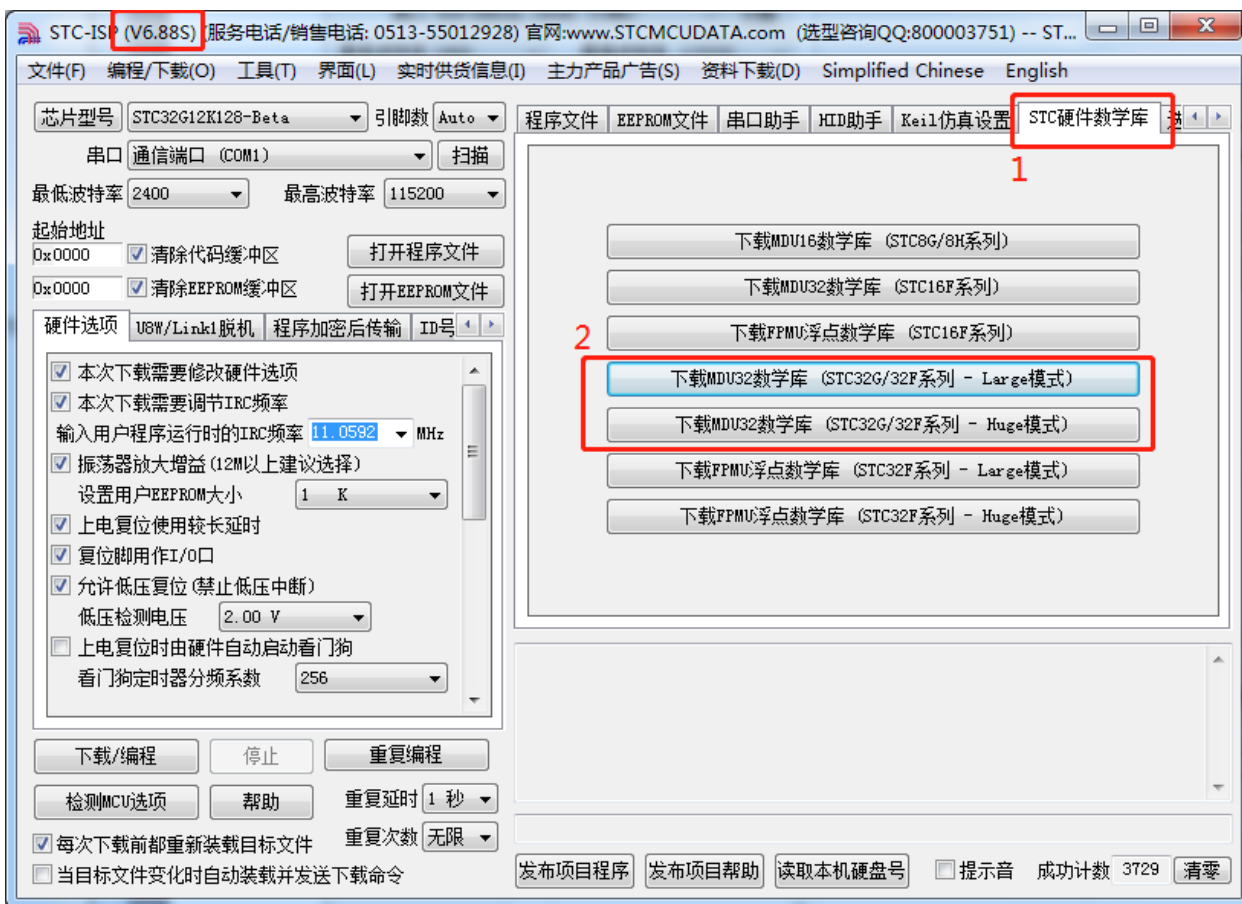 STC-ISP (V6.88S) (服务电话/销售电话: 0513-55012928) 官网:www.STCMCUDATA.com (选型咨询QQ:800003751) -- ST...
文件(F) 编程/下载(O) 工具(T) 界面(L) 实时供货信息(I) 主力产品广告(S) 资料下载(D) Simplified Chinese English
芯片型号 STC32G12K128-Beta 引脚数 Auto
串口 通信端口 (COM1) 扫描
最低波特率 2400 最高波特率 115200
起始地址
0x0000 清除代码缓冲区 打开程序文件
0x0000 清除EEPROM缓冲区 打开EEPROM文件
硬件选项 U8W/Link1脱机 程序加密后传输 ID号
本次下载需要修改硬件选项
本次下载需要调节IRC频率
输入用户程序运行时的IRC频率 11.0592 MHz
振荡器放大增益(12M以上建议选择)
设置用户EEPROM大小 1 K
上电复位使用较长延时
复位脚用作I/O口
允许低压复位(禁止低压中断)
低压检测电压 2.00 V
上电复位时由硬件自动启动看门狗
看门狗定时器分频系数 256
下载/编程 停止 重复编程
检测MCU选项 帮助 重复延时 1 秒
每次下载前都重新装载目标文件 重复次数 无限
当目标文件变化时自动装载并发送下载命令
程序文件 EEPROM文件 串口助手 HID助手 Keil仿真设置 STC硬件数学库
1
下载MDU16数学库 (STC8G/8H系列)
下载MDU32数学库 (STC16F系列)
下载FPMU浮点数学库 (STC16F系列)
2
下载MDU32数学库 (STC32G/32F系列 - Large模式)
下载MDU32数学库 (STC32G/32F系列 - Huge模式)
下载FPMU浮点数学库 (STC32F系列 - Large模式)
下载FPMU浮点数学库 (STC32F系列 - Huge模式)
发布项目程序 发布项目帮助 读取本机硬盘号 提示音 成功计数 3729 清零